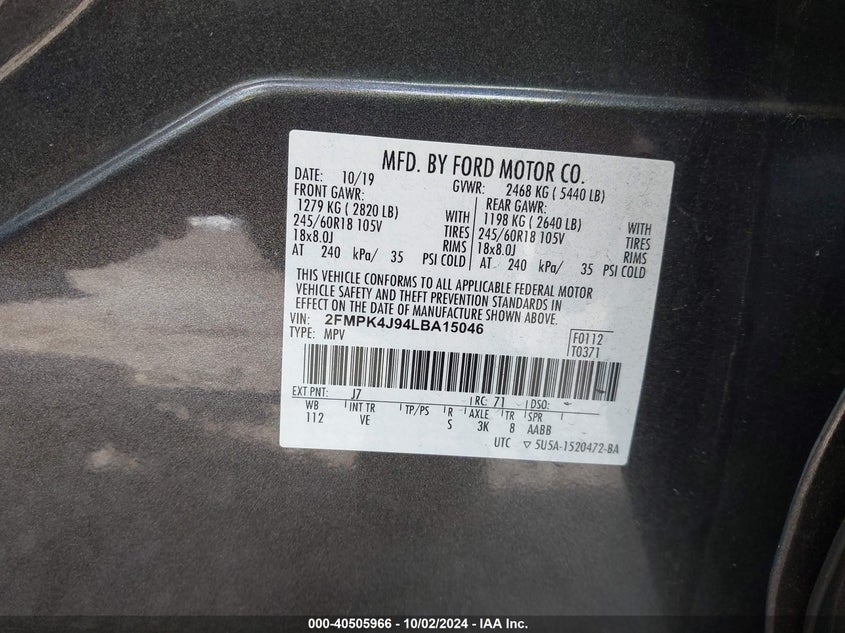 MFD. BY FORD MOTOR CO.
DATE: 10/19 GVWR: 2468 KG ( 5440 LB)
FRONT GAWR: REAR GAWR:
1279 KG ( 2820 LB) WITH 1198 KG ( 2640 LB) WITH
245/60R18 105V TIRES 245/60R18 105V TIRES
18x8.0J RIMS 18x8.0J RIMS
AT 240 kPa/ 35 PSI COLD AT 240 kPa/ 35 PSI COLD
THIS VEHICLE CONFORMS TO ALL APPLICABLE FEDERAL MOTOR
VEHICLE SAFETY AND THEFT PREVENTION STANDARDS IN
EFFECT ON THE DATE OF MANUFACTURE SHOWN ABOVE.
VIN: 2FMPK4J94LBA15046 F0112
TYPE: MPV T0371
EXT PNT: J7 RC: 71 DSO:
WB INT TR TP/PS R AXLE TR SPR
112 VE S 3K 8 AABB
UTC ▽ 5U5A-1520472-BA
000-40505966 - 10/02/2024 - IAA Inc.